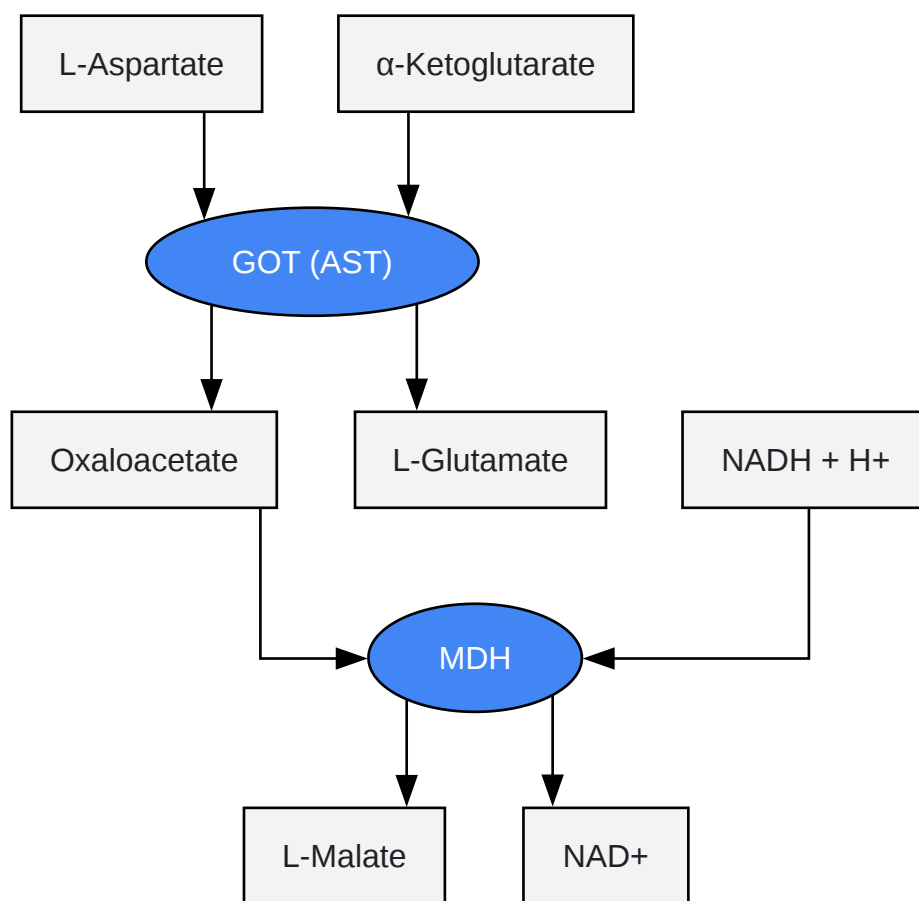 L-Aspartate
α-Ketoglutarate
GOT (AST)
Oxaloacetate
L-Glutamate
NADH + H+
MDH
L-Malate
NAD+